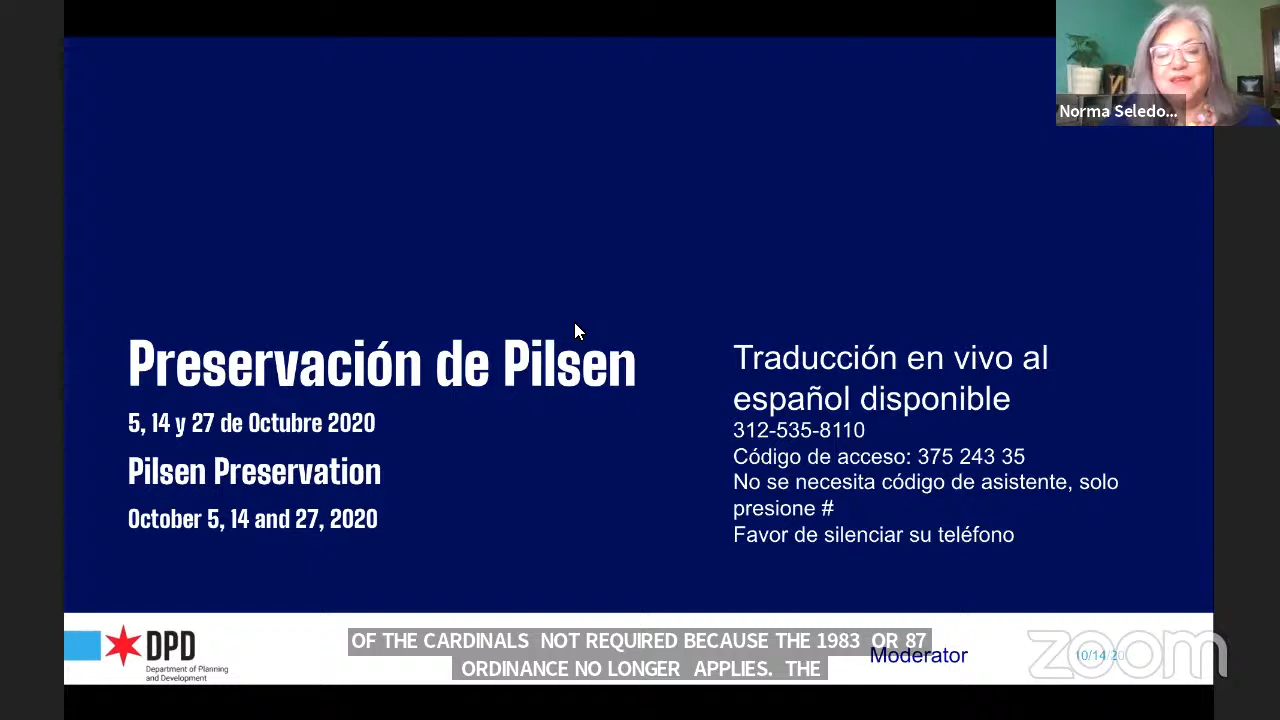 Norma Seledo...
Preservación de Pilsen
5, 14 y 27 de Octubre 2020
Pilsen Preservation
October 5, 14 and 27, 2020
Traducción en vivo al
español disponible
312-535-8110
Código de acceso: 375 243 35
No se necesita código de asistente, solo
presione #
Favor de silenciar su teléfono
DPD
Department of Planning
and Development
OF THE CARDINALS NOT REQUIRED BECAUSE THE 1983 OR 87
ORDINANCE NO LONGER APPLIES. THE
Moderator
10/14/20
zoom